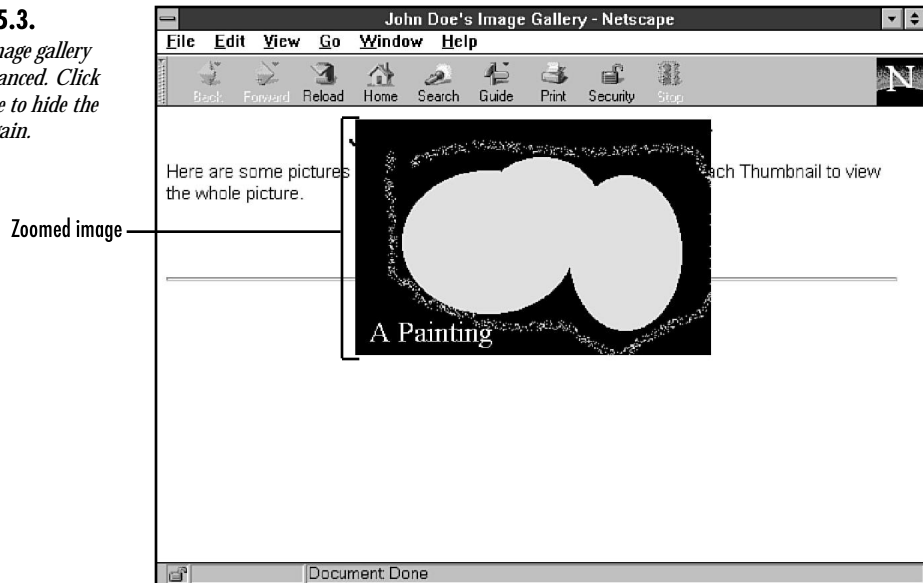 5.3.
nage gallery
anced. Click
e to hide the
ain.
Zoomed image
John Doe's Image Gallery - Netscape
File Edit View Go Window Help
Back Forward Reload Home Search Guide Print Security Stop
N
Here are some pictures ach Thumbnail to view
the whole picture.
A Painting
Document Done